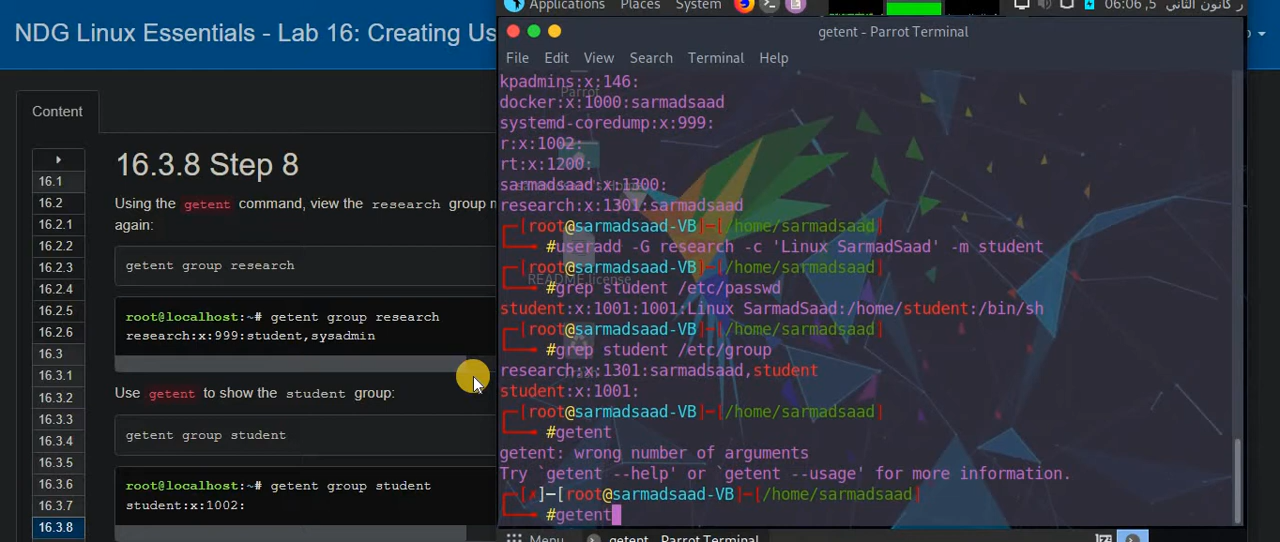 NDG Linux Essentials - Lab 16: Creating Us
Content
16.1
16.2
16.2.1
16.2.2
16.2.3
16.2.4
16.2.5
16.2.6
16.3
16.3.1
16.3.2
16.3.3
16.3.4
16.3.5
16.3.6
16.3.7
16.3.8
16.3.8 Step 8
Using the getent command, view the research group m
again:
getent group research
root@localhost:~# getent group research
research:x:999:student,sysadmin
Use getent to show the student group:
getent group student
root@localhost:~# getent group student
student:x:1002:
Applications Places System
06:06 ,5 كانون الثاني
getent - Parrot Terminal
File Edit View Search Terminal Help
Parrot
README license
kpadmins:x:146:
docker:x:1000:sarmadsaad
systemd-coredump:x:999:
r:x:1002:
rt:x:1200:
sarmadsaad:x:1300:
research:x:1301:sarmadsaad
┌─[root@sarmadsaad-VB]─[/home/sarmadsaad]
└──╼ #useradd -G research -c 'Linux SarmadSaad' -m student
┌─[root@sarmadsaad-VB]─[/home/sarmadsaad]
└──╼ #grep student /etc/passwd
student:x:1001:1001:Linux SarmadSaad:/home/student:/bin/sh
┌─[root@sarmadsaad-VB]─[/home/sarmadsaad]
└──╼ #grep student /etc/group
research:x:1301:sarmadsaad,student
student:x:1001:
┌─[root@sarmadsaad-VB]─[/home/sarmadsaad]
└──╼ #getent
getent: wrong number of arguments
Try `getent --help' or `getent --usage' for more information.
┌─[✗]─[root@sarmadsaad-VB]─[/home/sarmadsaad]
└──╼ #getent
Menu getent - Parrot Terminal